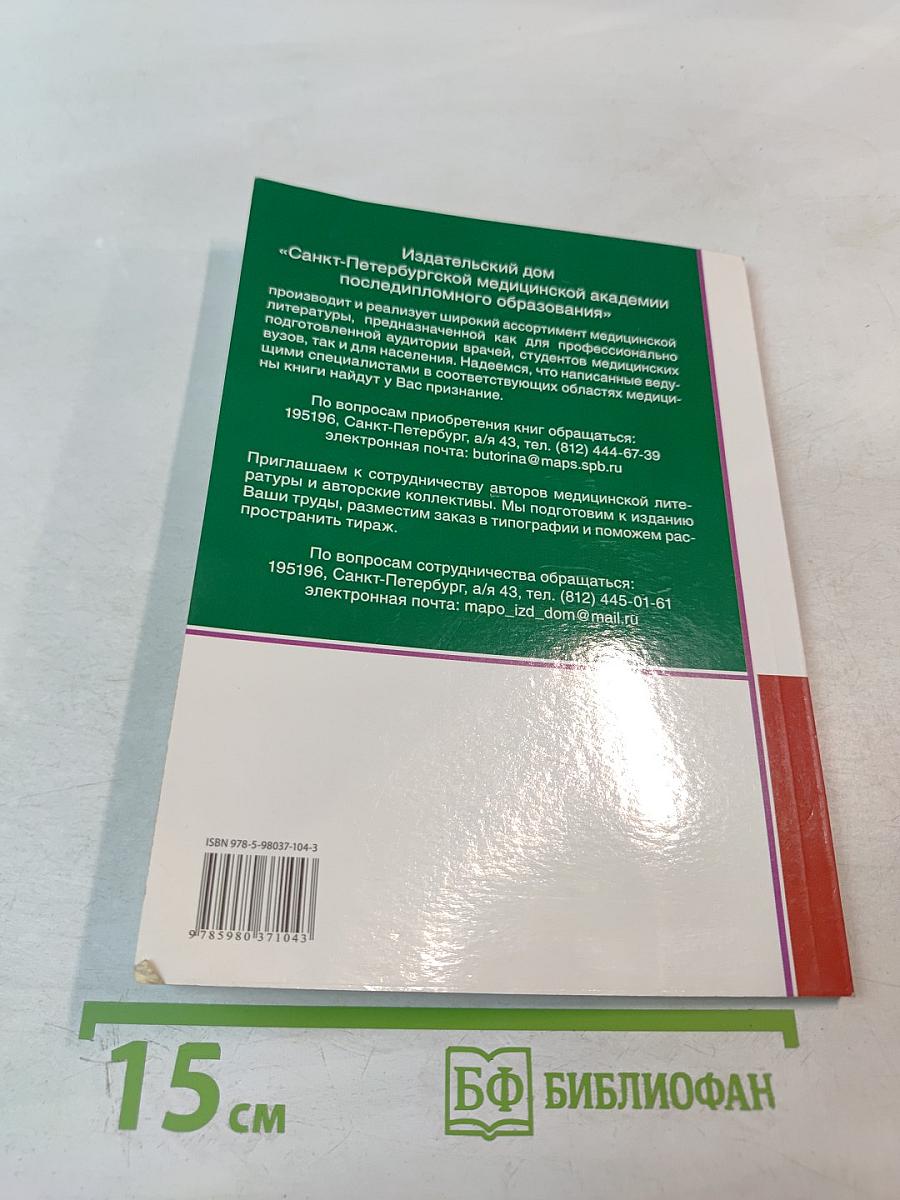 Издательский дом
«Санкт-Петербургской медицинской академии
последипломного образования»
производит и реализует широкий ассортимент медицинской
литературы, предназначенной как для профессионально
подготовленной аудитории врачей, студентов медицинских
вузов, так и для населения. Надеемся, что написанные веду-
щими специалистами в соответствующих областях медици-
ны книги найдут у Вас признание.
По вопросам приобретения книг обращаться:
195196, Санкт-Петербург, а/я 43, тел. (812) 444-67-39
электронная почта: butorina@maps.spb.ru
Приглашаем к сотрудничеству авторов медицинской лите-
ратуры и авторские коллективы. Мы подготовим к изданию
Ваши труды, разместим заказ в типографии и поможем рас-
пространить тираж.
По вопросам сотрудничества обращаться:
195196, Санкт-Петербург, а/я 43, тел. (812) 445-01-61
электронная почта: mapo_izd_dom@mail.ru
ISBN 978-5-98037-104-3
9 785980 371043
15 см
БФ БИБЛИОФАН